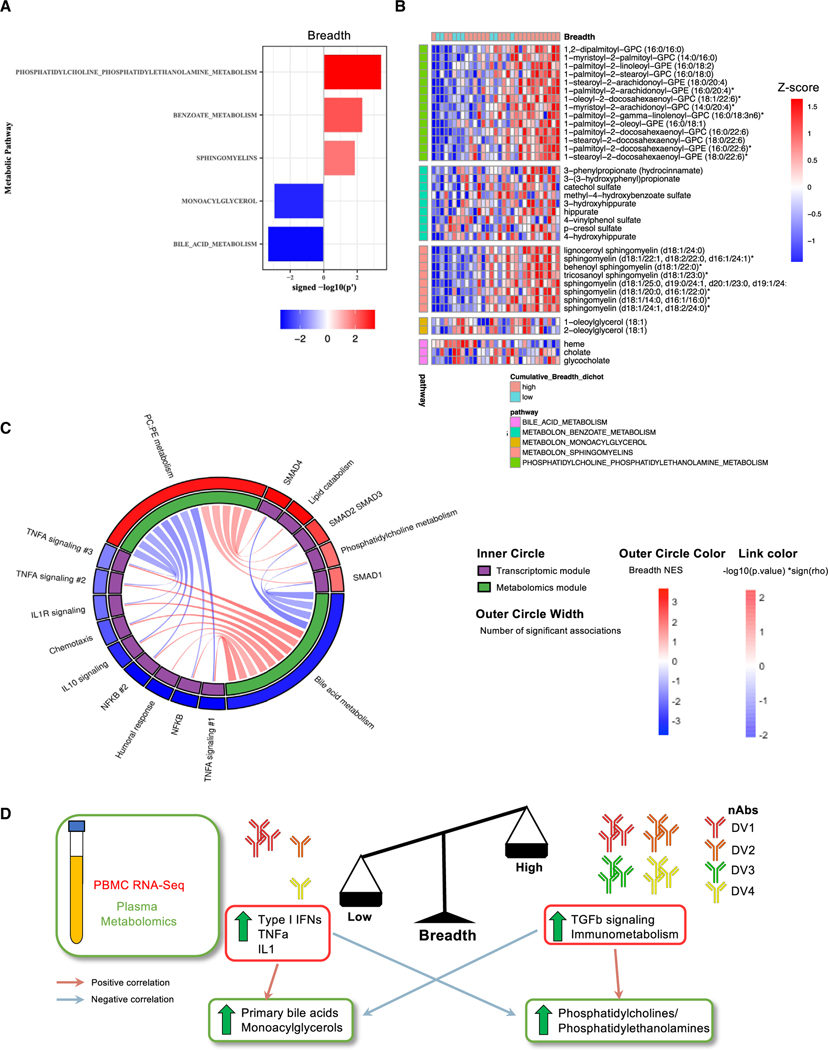 A
Breadth
Metabolic Pathway
PHOSPHATIDYLCHOLINE_PHOSPHATIDYLETHANOLAMINE_METABOLISM
BENZOATE_METABOLISM
SPHINGOMYELINS
MONOACYLGLYCEROL
BILE_ACID_METABOLISM
−2 0 2
signed −log10(p')
−2 0 2
B
Breadth
1,2−dipalmitoyl−GPC (16:0/16:0)
1−myristoyl−2−palmitoyl−GPC (14:0/16:0)
1−palmitoyl−2−linoleoyl−GPE (16:0/18:2)
1−palmitoyl−2−stearoyl−GPC (16:0/18:0)
1−stearoyl−2−arachidonoyl−GPE (18:0/20:4)
1−palmitoyl−2−arachidonoyl−GPE (16:0/20:4)*
1−oleoyl−2−docosahexaenoyl−GPC (18:1/22:6)*
1−myristoyl−2−arachidonoyl−GPC (14:0/20:4)*
1−palmitoyl−2−gamma−linolenoyl−GPC (16:0/18:3n6)*
1−palmitoyl−2−oleoyl−GPE (16:0/18:1)
1−palmitoyl−2−docosahexaenoyl−GPC (16:0/22:6)
1−stearoyl−2−docosahexaenoyl−GPC (18:0/22:6)
1−palmitoyl−2−docosahexaenoyl−GPE (16:0/22:6)*
1−stearoyl−2−docosahexaenoyl−GPE (18:0/22:6)*
3−phenylpropionate (hydrocinnamate)
3−(3−hydroxyphenyl)propionate
catechol sulfate
methyl−4−hydroxybenzoate sulfate
3−hydroxyhippurate
hippurate
4−vinylphenol sulfate
p−cresol sulfate
4−hydroxyhippurate
lignoceroyl sphingomyelin (d18:1/24:0)
sphingomyelin (d18:1/22:1, d18:2/22:0, d16:1/24:1)*
behenoyl sphingomyelin (d18:1/22:0)*
tricosanoyl sphingomyelin (d18:1/23:0)*
sphingomyelin (d18:1/25:0, d19:0/24:1, d20:1/23:0, d19:1/24:
sphingomyelin (d18:1/20:0, d16:1/22:0)*
sphingomyelin (d18:1/14:0, d16:1/16:0)*
sphingomyelin (d18:1/24:1, d18:2/24:0)*
1−oleoylglycerol (18:1)
2−oleoylglycerol (18:1)
heme
cholate
glycocholate
pathway
Z−score
1.5
1
0.5
0
−0.5
−1
Cumulative_Breadth_dichot
high
low
pathway
BILE_ACID_METABOLISM
METABOLON_BENZOATE_METABOLISM
METABOLON_MONOACYLGLYCEROL
METABOLON_SPHINGOMYELINS
PHOSPHATIDYLCHOLINE_PHOSPHATIDYLETHANOLAMINE_METABOLISM
C
PC:PE metabolism
SMAD4
Lipid catabolism
SMAD2 SMAD3
Phosphatidylcholine metabolism
SMAD1
Bile acid metabolism
TNFA signaling #1
NFKB
Humoral response
NFKB #2
IL10 signaling
Chemotaxis
IL1R signaling
TNFA signaling #2
TNFA signaling #3
Inner Circle
Transcriptomic module
Metabolomics module
Outer Circle Width
Number of significant associations
Outer Circle Color
Breadth NES
3
2
1
0
−1
−2
−3
Link color
-log10(p.value) *sign(rho)
2
1
0
−1
−2
D
PBMC RNA-Seq
Plasma
Metabolomics
Low
High
Breadth
nAbs
DV1
DV2
DV3
DV4
Type I IFNs
TNFa
IL1
TGFb signaling
Immunometabolism
Positive correlation
Negative correlation
Primary bile acids
Monoacylglycerols
Phosphatidylcholines/
Phosphatidylethanolamines